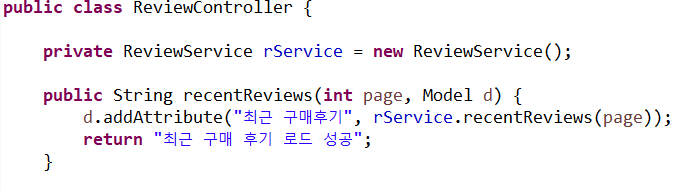 public class ReviewController {
private ReviewService rService = new ReviewService();
public String recentReviews(int page, Model d) {
d.addAttribute("최근 구매후기", rService.recentReviews(page));
return "최근 구매 후기 로드 성공";
}